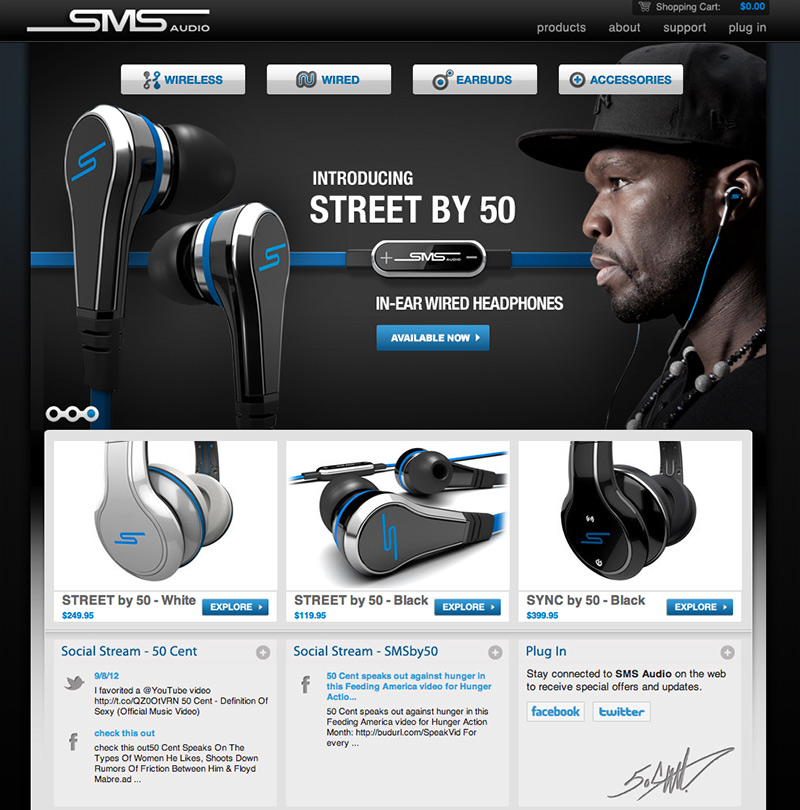 SMS AUDIO
Shopping Cart: $0.00
products about support plug in
WIRELESS
WIRED
EARBUDS
ACCESSORIES
INTRODUCING
STREET BY 50
+ SMS AUDIO −
IN-EAR WIRED HEADPHONES
AVAILABLE NOW
STREET by 50 - White
$249.95
EXPLORE
STREET by 50 - Black
$119.95
EXPLORE
SYNC by 50 - Black
$399.95
EXPLORE
Social Stream - 50 Cent
9/8/12
I favorited a @YouTube video
http://t.co/QZ0OtVRN 50 Cent - Definition Of
Sexy (Official Music Video)
check this out
check this out50 Cent Speaks On The
Types Of Women He Likes, Shoots Down
Rumors Of Friction Between Him & Floyd
Mabre.ad ...
Social Stream - SMSby50
50 Cent speaks out against hunger in
this Feeding America video for Hunger
Actio...
50 Cent speaks out against hunger in this
Feeding America video for Hunger Action
Month: http://budurl.com/SpeakVid For
every ...
Plug In
Stay connected to SMS Audio on the web
to receive special offers and updates.
facebook
twitter